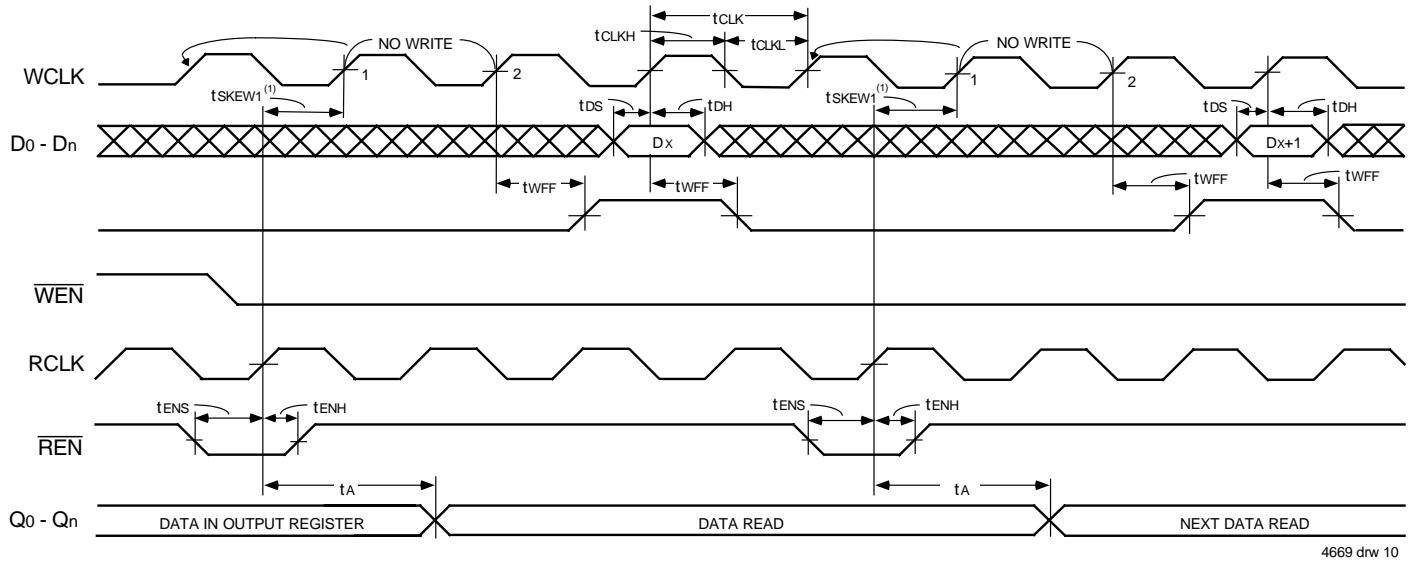 tCLK
tCLKH
tCLKL
NO WRITE
NO WRITE
WCLK
1
2
1
2
tSKEW1(1)
tDS
tDH
tSKEW1(1)
tDS
tDH
D0 - Dn
DX
DX+1
tWFF
tWFF
tWFF
tWFF
WEN
RCLK
tENS
tENH
tENS
tENH
REN
tA
tA
Q0 - Qn
DATA IN OUTPUT REGISTER
DATA READ
NEXT DATA READ
4669 drw 10